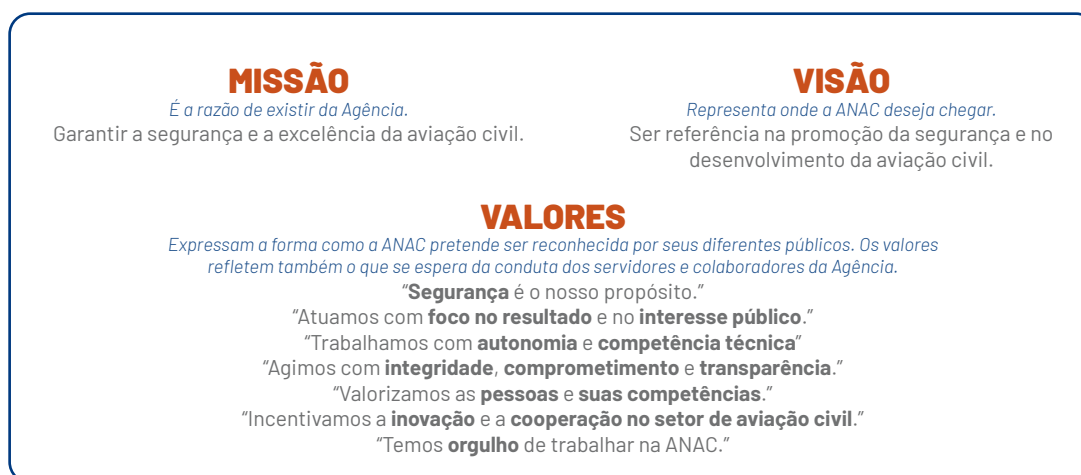 MISSÃO
É a razão de existir da Agência.
Garantir a segurança e a excelência da aviação civil.
VISÃO
Representa onde a ANAC deseja chegar.
Ser referência na promoção da segurança e no
desenvolvimento da aviação civil.
VALORES
Expressam a forma como a ANAC pretende ser reconhecida por seus diferentes públicos. Os valores
refletem também o que se espera da conduta dos servidores e colaboradores da Agência.
“Segurança é o nosso propósito.”
“Atuamos com foco no resultado e no interesse público.”
“Trabalhamos com autonomia e competência técnica”
“Agimos com integridade, comprometimento e transparência.”
“Valorizamos as pessoas e suas competências.”
“Incentivamos a inovação e a cooperação no setor de aviação civil.”
“Temos orgulho de trabalhar na ANAC.”